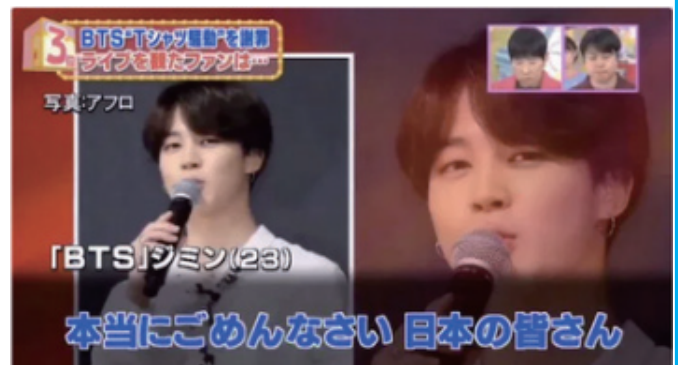 3
BTS"Tシャツ騒動"を謝罪
ライブを観たファンは…
写真:アフロ
「BTS」ジミン(23)
本当にごめんなさい 日本の皆さん